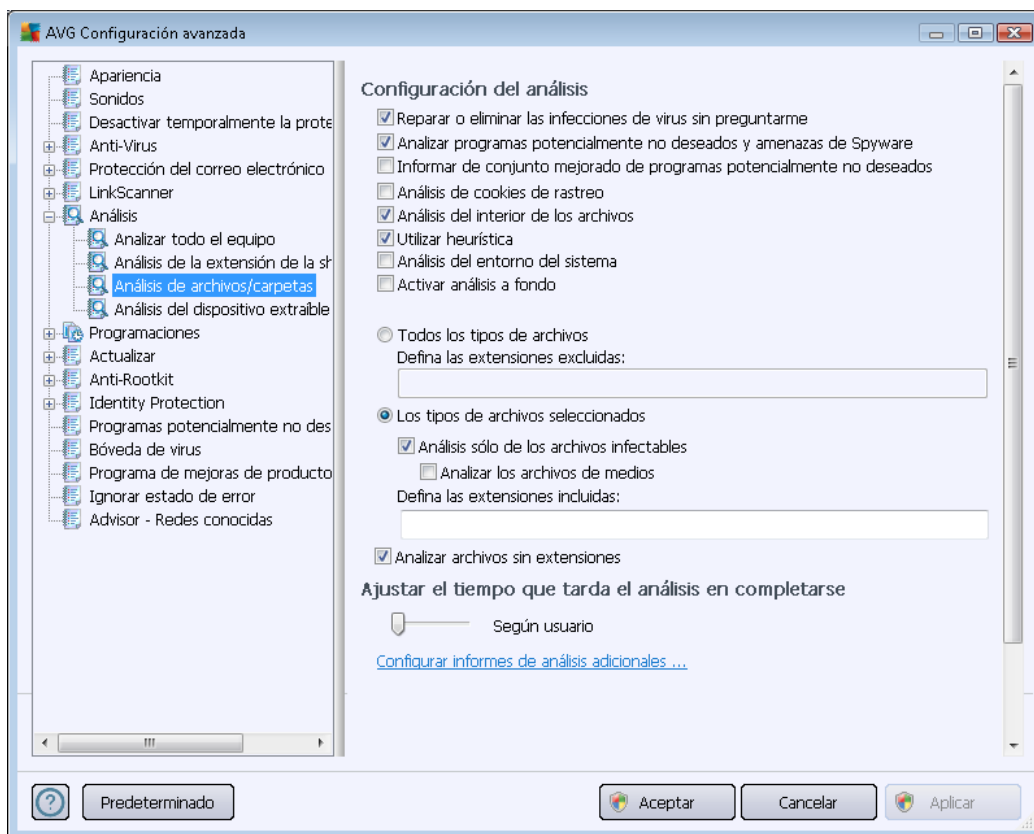 AVG Configuración avanzada
Apariencia
Sonidos
Desactivar temporalmente la prote
Anti-Virus
Protección del correo electrónico
LinkScanner
Análisis
Analizar todo el equipo
Análisis de la extensión de la sh
Análisis de archivos/carpetas
Análisis del dispositivo extraíble
Programaciones
Actualizar
Anti-Rootkit
Identity Protection
Programas potencialmente no des
Bóveda de virus
Programa de mejoras de producto
Ignorar estado de error
Advisor - Redes conocidas
Configuración del análisis
Reparar o eliminar las infecciones de virus sin preguntarme
Analizar programas potencialmente no deseados y amenazas de Spyware
Informar de conjunto mejorado de programas potencialmente no deseados
Análisis de cookies de rastreo
Análisis del interior de los archivos
Utilizar heurística
Análisis del entorno del sistema
Activar análisis a fondo
Todos los tipos de archivos
Defina las extensiones excluidas:
Los tipos de archivos seleccionados
Análisis sólo de los archivos infectables
Analizar los archivos de medios
Defina las extensiones incluidas:
Analizar archivos sin extensiones
Ajustar el tiempo que tarda el análisis en completarse
Según usuario
Configurar informes de análisis adicionales ...
Predeterminado
Aceptar
Cancelar
Aplicar